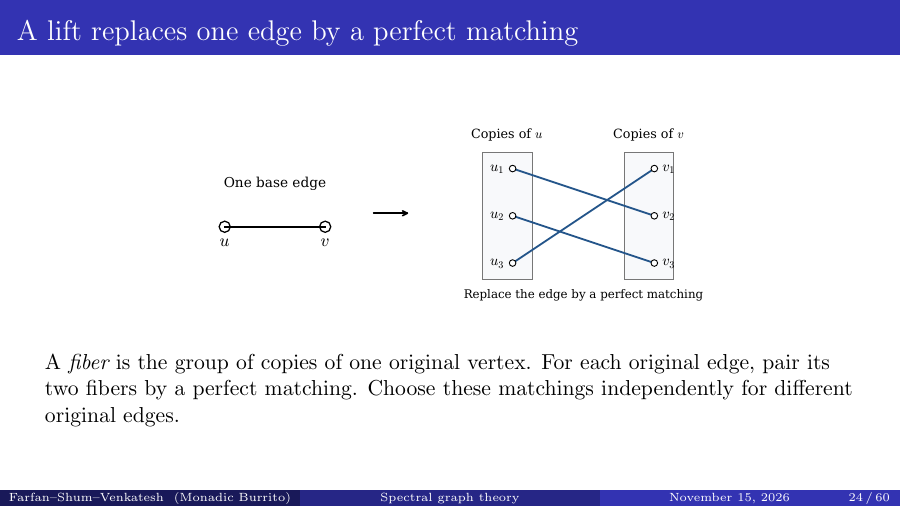 A lift replaces one edge by a perfect matching
One base edge
u
v
Copies of u
Copies of v
u₁
v₁
u₂
v₂
u₃
v₃
Replace the edge by a perfect matching
A fiber is the group of copies of one original vertex. For each original edge, pair its
two fibers by a perfect matching. Choose these matchings independently for different
original edges.
Farfan–Shum–Venkatesh (Monadic Burrito)
Spectral graph theory
November 15, 2026
24 / 60